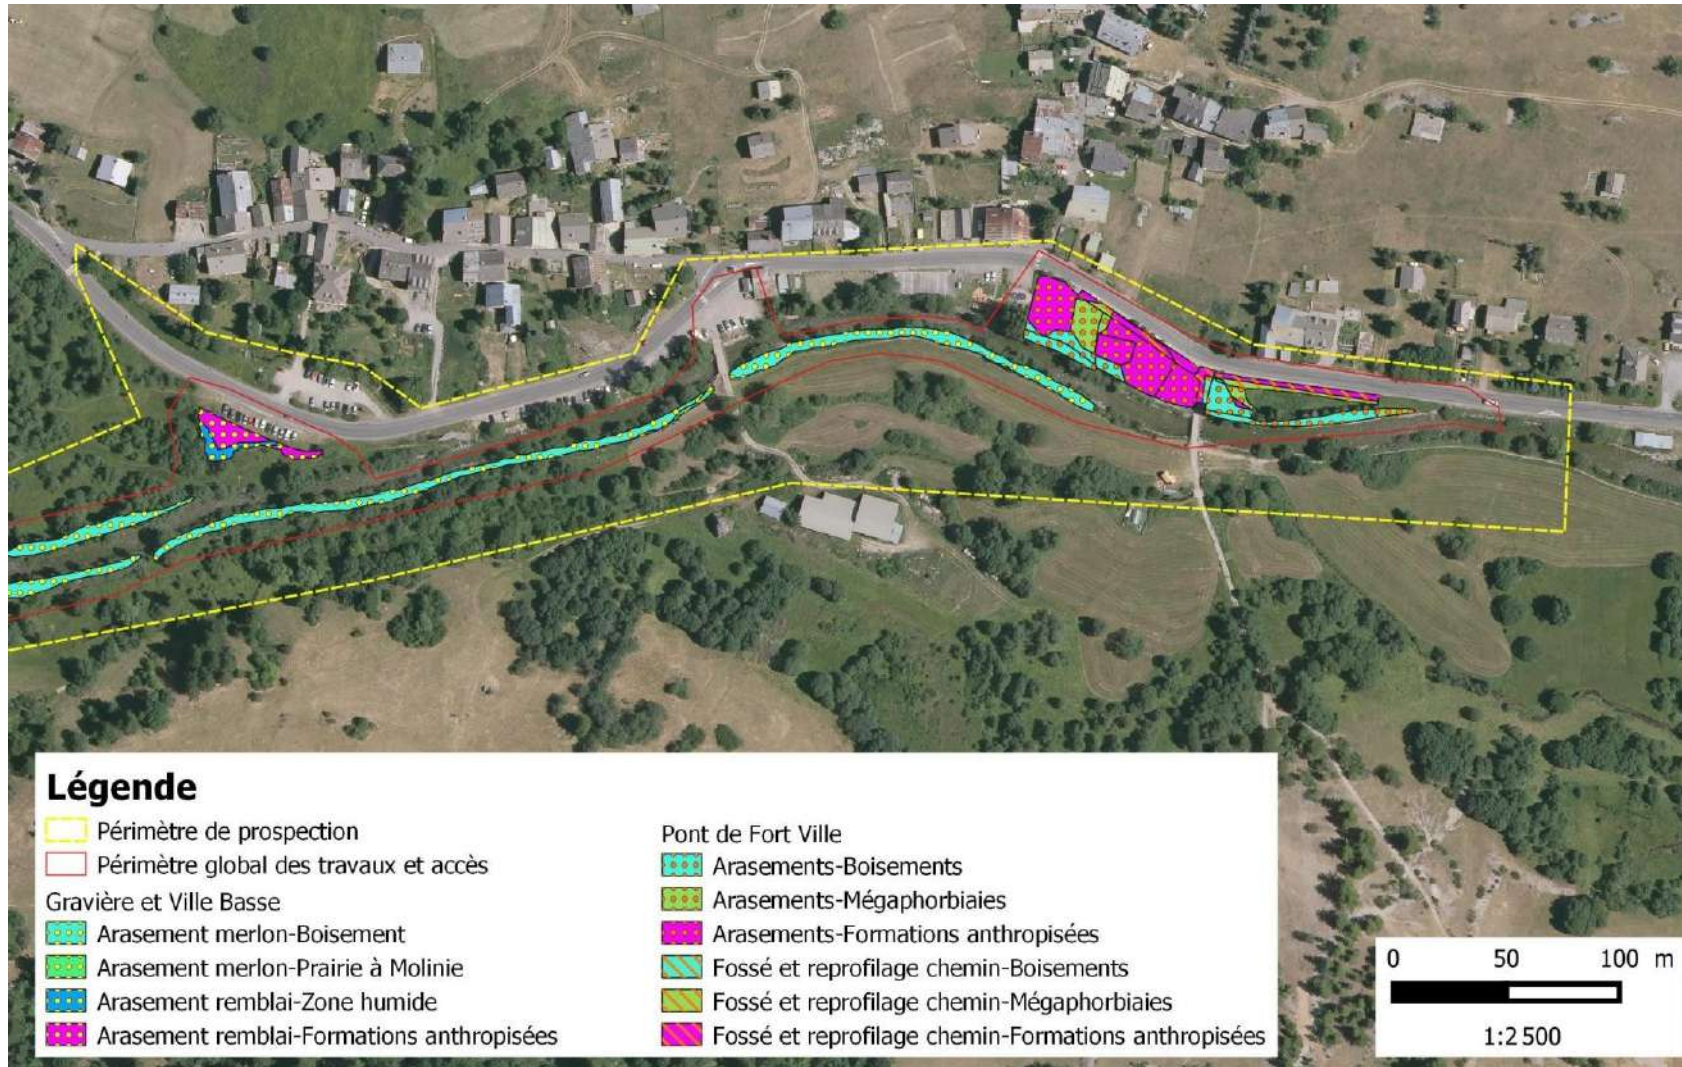 Légende
Périmètre de prospection
Périmètre global des travaux et accès
Gravière et Ville Basse
Arasement merlon-Boisement
Arasement merlon-Prairie à Molinie
Arasement remblai-Zone humide
Arasement remblai-Formations anthropisées
Pont de Fort Ville
Arasements-Boisements
Arasements-Mégaphorbiaies
Arasements-Formations anthropisées
Fossé et reprofilage chemin-Boisements
Fossé et reprofilage chemin-Mégaphorbiaies
Fossé et reprofilage chemin-Formations anthropisées
0 50 100 m
1:2 500